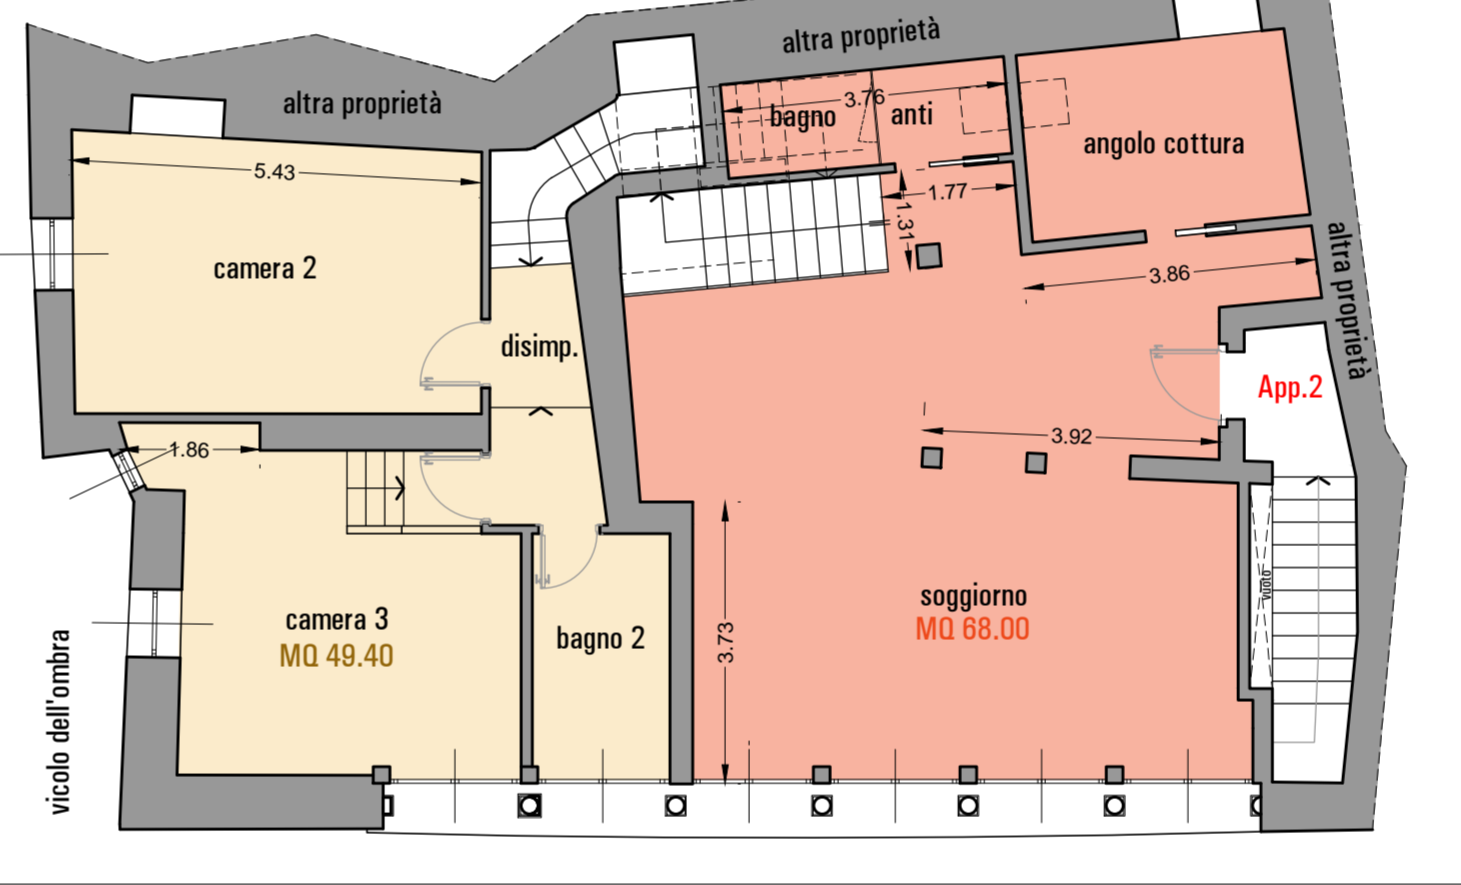 altra proprietà
altra proprietà
3.76
bagno
anti
angolo cottura
5.43
1.77
1.31
camera 2
3.86
altra proprietà
disimp.
App.2
3.92
1.86
vuoto
soggiorno
MQ 68.00
camera 3
MQ 49.40
bagno 2
3.73
vicolo dell'ombra